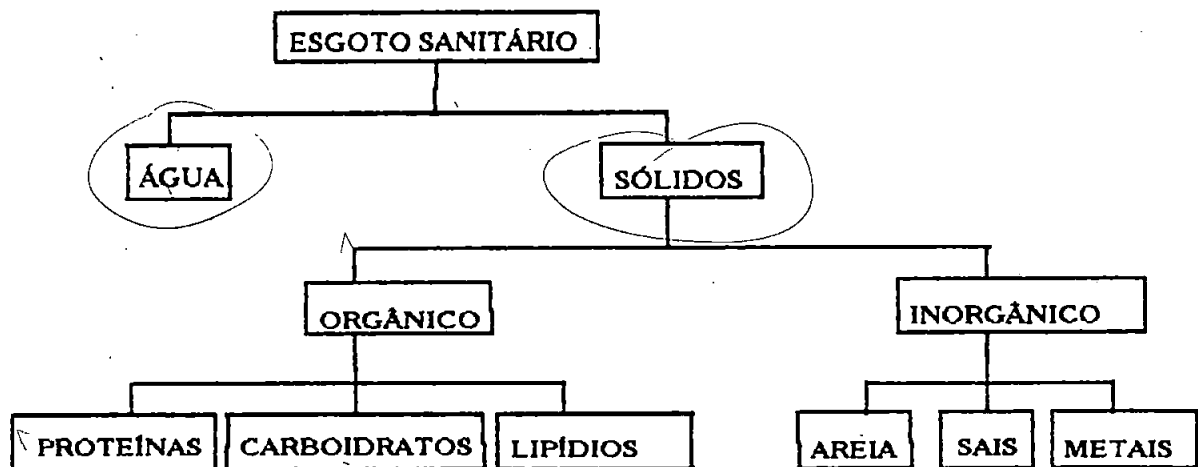 ESGOTO SANITÁRIO
ÁGUA
SÓLIDOS
ORGÂNICO
INORGÂNICO
PROTEÍNAS
CARBOIDRATOS
LIPÍDIOS
AREIA
SAIS
METAIS